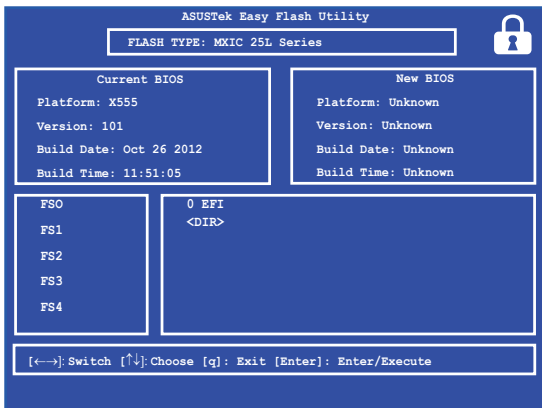 ASUSTek Easy Flash Utility
FLASH TYPE: MXIC 25L Series
Current BIOS
Platform: X555
Version: 101
Build Date: Oct 26 2012
Build Time: 11:51:05
New BIOS
Platform: Unknown
Version: Unknown
Build Date: Unknown
Build Time: Unknown
FSO
FS1
FS2
FS3
FS4
0 EFI
<DIR>
[←→]: Switch [↑↓]: Choose [q]: Exit [Enter]: Enter/Execute